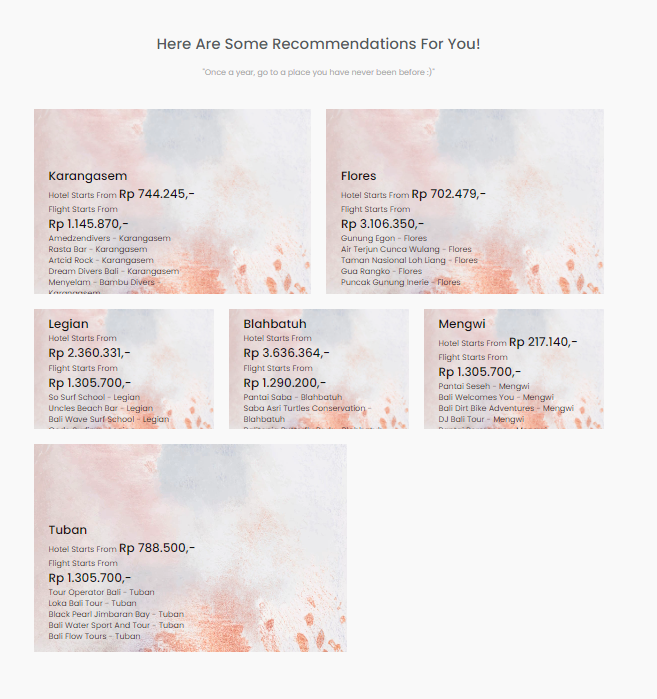 Here Are Some Recommendations For You!
"Once a year, go to a place you have never been before :)"
Karangasem
Hotel Starts From Rp 744.245,-
Flight Starts From
Rp 1.145.870,-
Amedzendivers - Karangasem
Rasta Bar - Karangasem
Artcid Rock - Karangasem
Dream Divers Bali - Karangasem
Menyelam - Bambu Divers -
Karangasem
Flores
Hotel Starts From Rp 702.479,-
Flight Starts From
Rp 3.106.350,-
Gunung Egon - Flores
Air Terjun Cunca Wulang - Flores
Taman Nasional Loh Liang - Flores
Gua Rangko - Flores
Puncak Gunung Inerie - Flores
Legian
Hotel Starts From
Rp 2.360.331,-
Flight Starts From
Rp 1.305.700,-
So Surf School - Legian
Uncles Beach Bar - Legian
Bali Wave Surf School - Legian
Blahbatuh
Hotel Starts From
Rp 3.636.364,-
Flight Starts From
Rp 1.290.200,-
Pantai Saba - Blahbatuh
Saba Asri Turtles Conservation -
Blahbatuh
Mengwi
Hotel Starts From Rp 217.140,-
Flight Starts From
Rp 1.305.700,-
Pantai Seseh - Mengwi
Bali Welcomes You - Mengwi
Bali Dirt Bike Adventures - Mengwi
DJ Bali Tour - Mengwi
Tuban
Hotel Starts From Rp 788.500,-
Flight Starts From
Rp 1.305.700,-
Tour Operator Bali - Tuban
Loka Bali Tour - Tuban
Black Pearl Jimbaran Bay - Tuban
Bali Water Sport And Tour - Tuban
Bali Flow Tours - Tuban